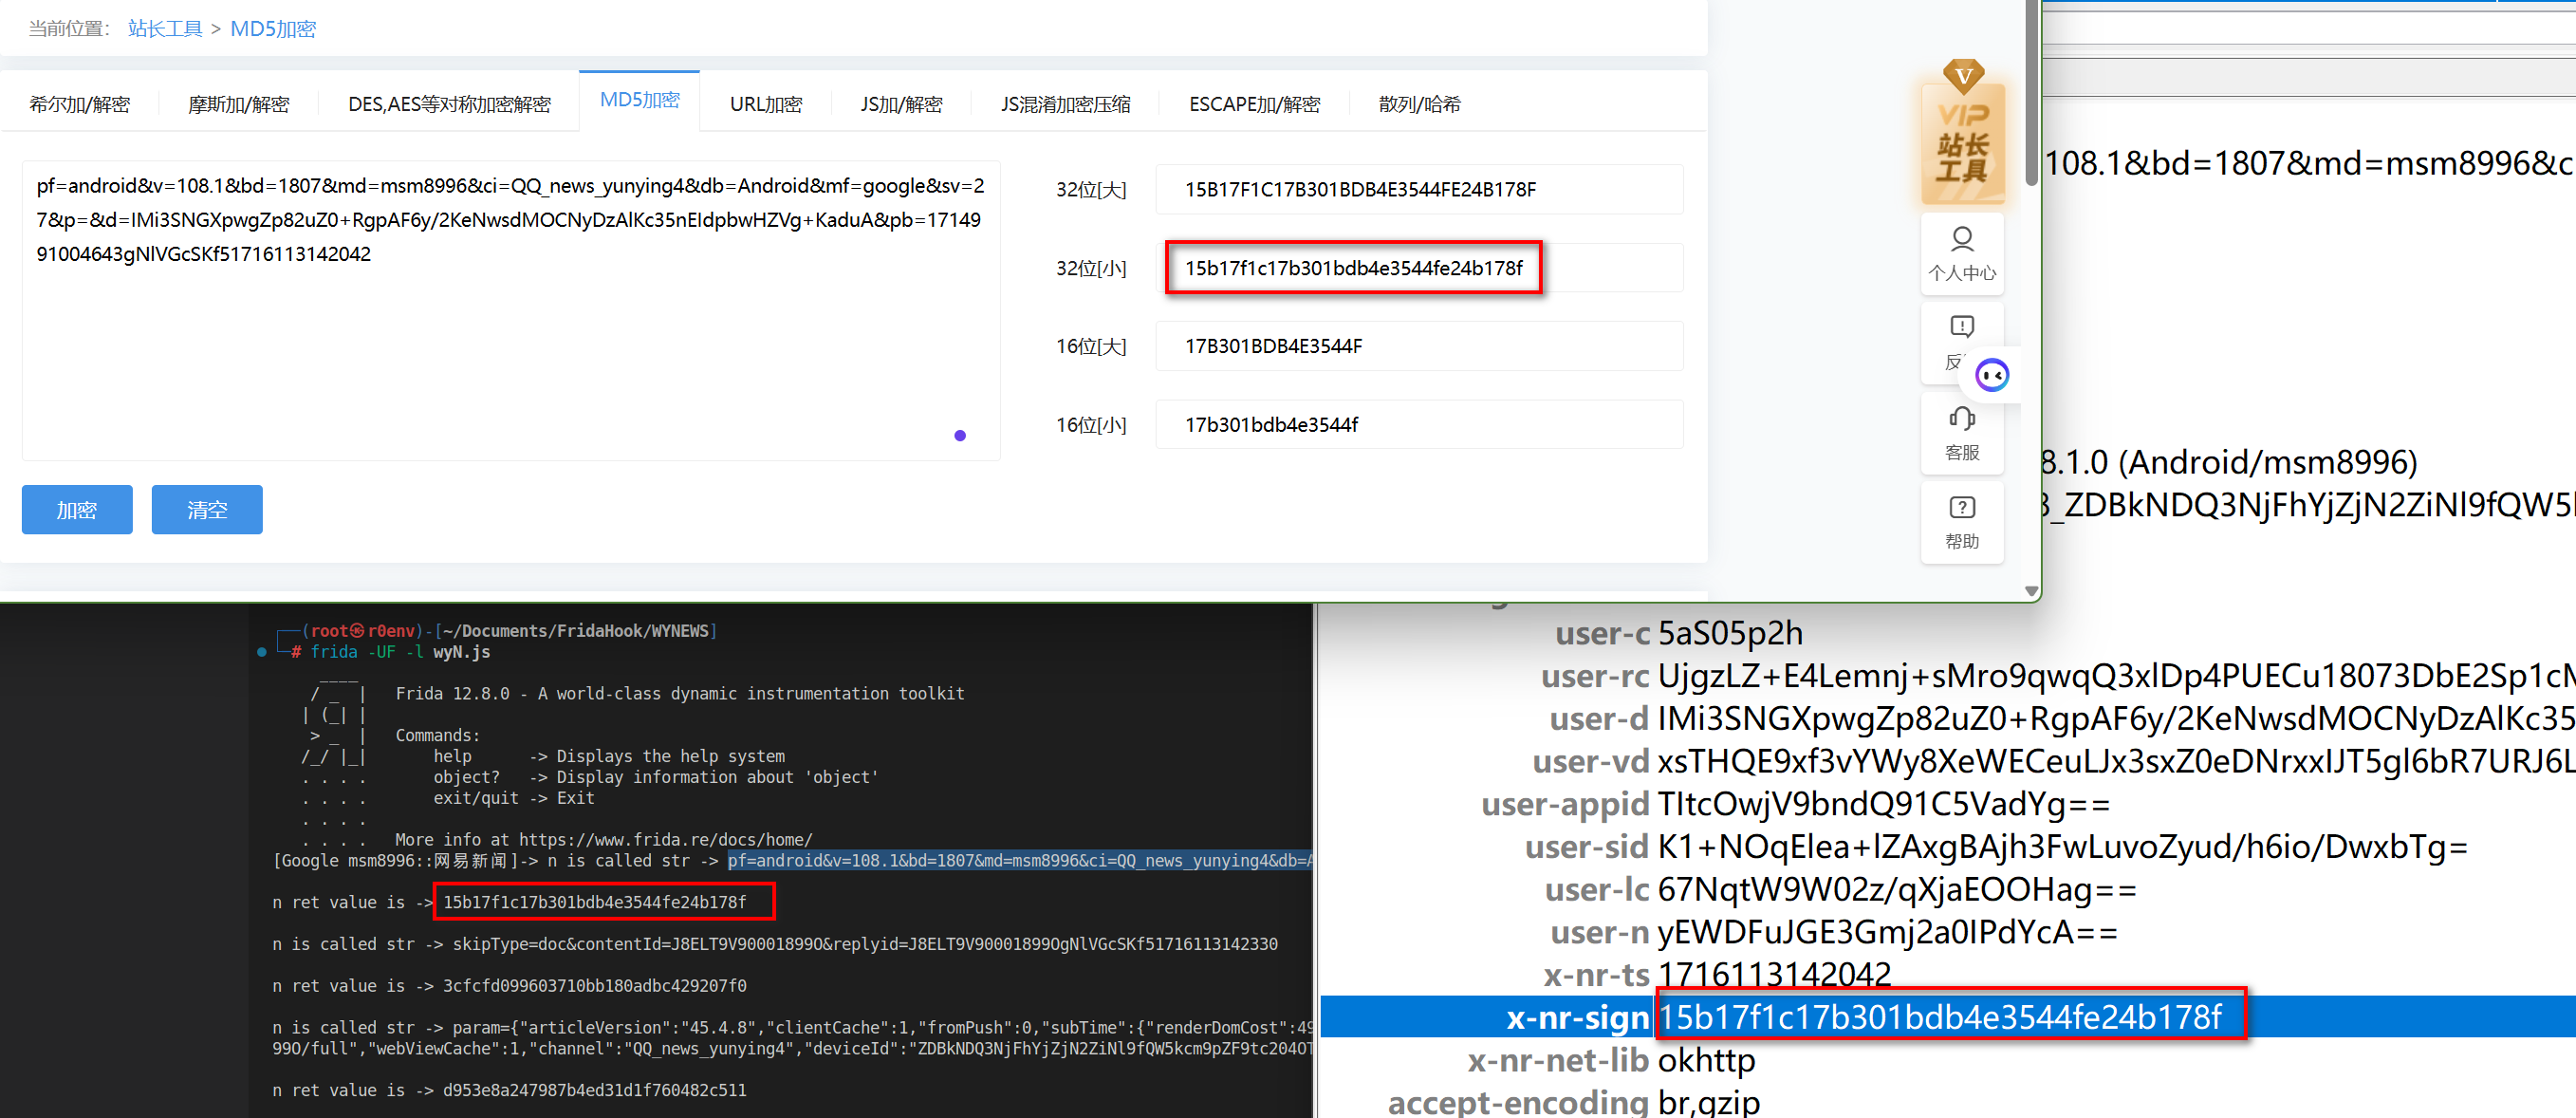 当前位置： 站长工具 > MD5加密
希尔加/解密 摩斯加/解密 DES,AES等对称加密解密 MD5加密 URL加密 JS加/解密 JS混淆加密压缩 ESCAPE加/解密 散列/哈希
pf=android&v=108.1&bd=1807&md=msm8996&ci=QQ_news_yunying4&db=Android&mf=google&sv=2
7&p=&d=IMi3SNGXpwgZp82uZ0+RgpAF6y/2KeNwsdMOCNyDzAlKc35nEIdpbwHZVg+KaduA&pb=17149
91004643gNlVGcSKf51716113142042
32位[大] 15B17F1C17B301BDB4E3544FE24B178F
32位[小] 15b17f1c17b301bdb4e3544fe24b178f
16位[大] 17B301BDB4E3544F
16位[小] 17b301bdb4e3544f
加密 清空
V
VIP
站长
工具
个人中心
客服
帮助
108.1&bd=1807&md=msm8996&c
8.1.0 (Android/msm8996)
_ZDBkNDQ3NjFhYjZjN2ZiNl9fQW5
(root㉿r0env)-[~/Documents/FridaHook/WYNEWS]
# frida -UF -l wyN.js
Frida 12.8.0 - A world-class dynamic instrumentation toolkit
Commands:
help -> Displays the help system
object? -> Display information about 'object'
exit/quit -> Exit
More info at https://www.frida.re/docs/home/
[Google msm8996::网易新闻]-> n is called str -> pf=android&v=108.1&bd=1807&md=msm8996&ci=QQ_news_yunying4&db=A
n ret value is -> 15b17f1c17b301bdb4e3544fe24b178f
n is called str -> skipType=doc&contentId=J8ELT9V90001899O&replyid=J8ELT9V90001899OgNlVGcSKf51716113142330
n ret value is -> 3cfcfd099603710bb180adbc429207f0
n is called str -> param={"articleVersion":"45.4.8","clientCache":1,"fromPush":0,"subTime":{"renderDomCost":49
99O/full","webViewCache":1,"channel":"QQ_news_yunying4","deviceId":"ZDBkNDQ3NjFhYjZjN2ZiNl9fQW5kcm9pZF9tc204OT
n ret value is -> d953e8a247987b4ed31d1f760482c511
user-c 5aS05p2h
user-rc UjgzLZ+E4Lemnj+sMro9qwqQ3xlDp4PUECu18073DbE2Sp1cM
user-d IMi3SNGXpwgZp82uZ0+RgpAF6y/2KeNwsdMOCNyDzAlKc35
user-vd xsTHQE9xf3vYWy8XeWECeuLJx3sxZ0eDNrxxIJT5gl6bR7URJ6L
user-appid TItcOwjV9bndQ91C5VadYg==
user-sid K1+NOqElea+lZAxgBAjh3FwLuvoZyud/h6io/DwxbTg=
user-lc 67NqtW9W02z/qXjaEOOHag==
user-n yEWDFuJGE3Gmj2a0IPdYcA==
x-nr-ts 1716113142042
x-nr-sign 15b17f1c17b301bdb4e3544fe24b178f
x-nr-net-lib okhttp
accept-encoding br,gzip